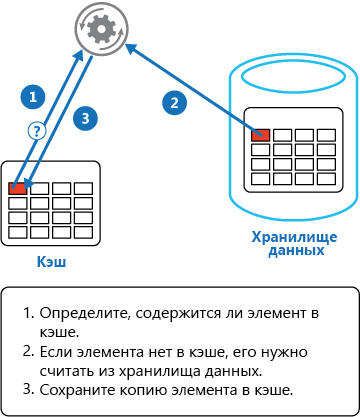 1
?
3
2
Кэш
Хранилище
данных
1. Определите, содержится ли элемент в
кэше.
2. Если элемента нет в кэше, его нужно
считать из хранилища данных.
3. Сохраните копию элемента в кэше.